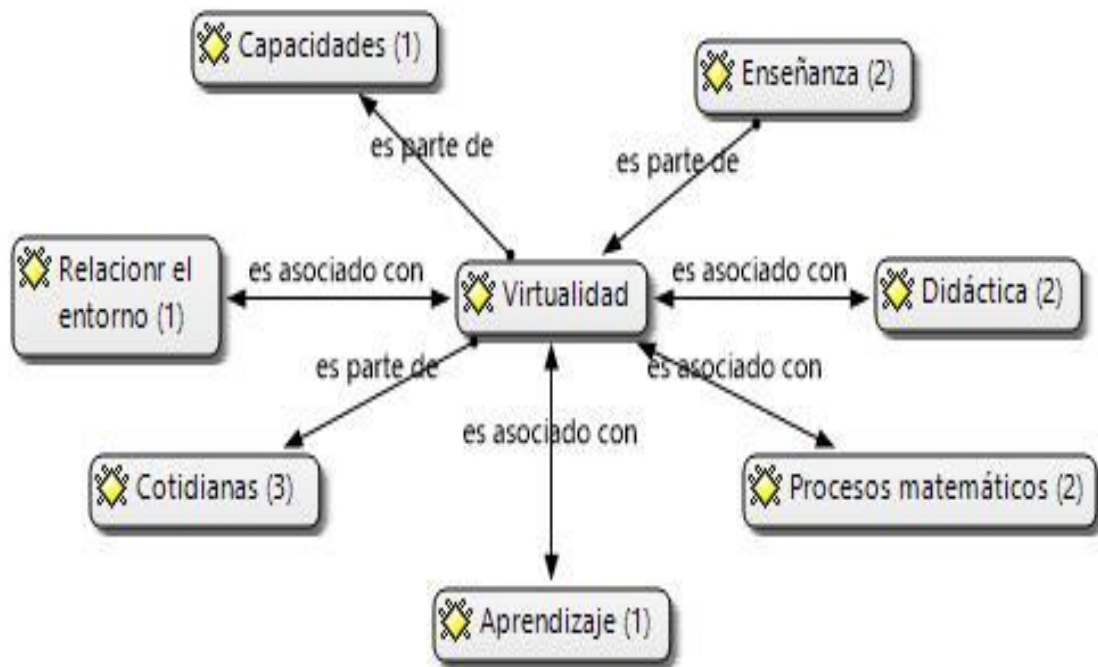 Capacidades (1)
Enseñanza (2)
es parte de
es parte de
Relacionr el
entorno (1)
es asociado con
Virtualidad
es asociado con
Didáctica (2)
es parte de
es asociado con
es asociado con
Cotidianas (3)
Procesos matemáticos (2)
Aprendizaje (1)